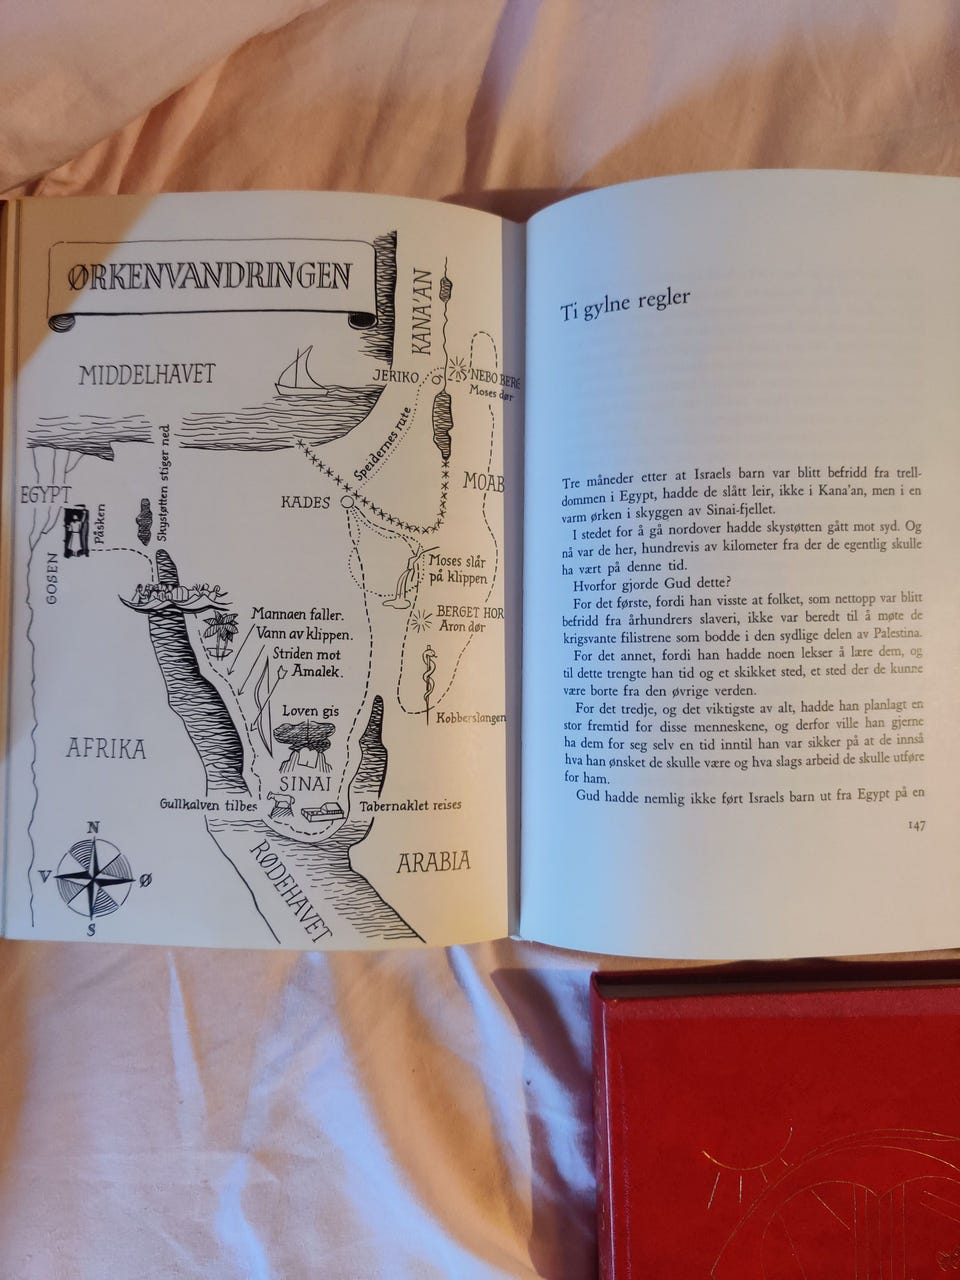 ØRKENVANDRINGEN
MIDDELHAVET
KANA'AN
JERIKO
NEBO BERG
Moses dør
Speidernes rute
EGYPT
Påsken
Skystøtten stiger ned
KADES
MOAB
GOSEN
Moses slår
på klippen
BERGET HOR
Aron dør
Mannaen faller.
Vann av klippen.
Striden mot
Amalek.
Loven gis
Kobberslangen
AFRIKA
SINAI
Gullkalven tilbes
Tabernaklet reises
RØDEHAVET
ARABIA
N
V
Ø
S
Ti gylne regler
Tre måneder etter at Israels barn var blitt befridd fra trell-
dommen i Egypt, hadde de slått leir, ikke i Kana'an, men i en
varm ørken i skyggen av Sinai-fjellet.
I stedet for å gå nordover hadde skystøtten gått mot syd. Og
nå var de her, hundrevis av kilometer fra der de egentlig skulle
ha vært på denne tid.
Hvorfor gjorde Gud dette?
For det første, fordi han visste at folket, som nettopp var blitt
befridd fra århundrers slaveri, ikke var beredt til å møte de
krigsvante filistrene som bodde i den sydlige delen av Palestina.
For det annet, fordi han hadde noen lekser å lære dem, og
til dette trengte han tid og et skikket sted, et sted der de kunne
være borte fra den øvrige verden.
For det tredje, og det viktigste av alt, hadde han planlagt en
stor fremtid for disse menneskene, og derfor ville han gjerne
ha dem for seg selv en tid inntil han var sikker på at de innså
hva han ønsket de skulle være og hva slags arbeid de skulle utføre
for ham.
Gud hadde nemlig ikke ført Israels barn ut fra Egypt på en
147